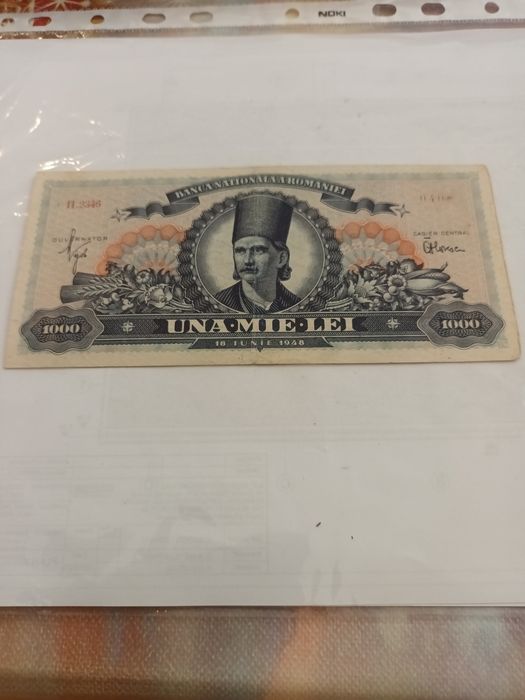 NOKI
BANCA NATIONALA A ROMANIEI
GUVERNATOR
CASIER CENTRAL
1000
UNA·MIE·LEI
1000
18 IUNIE 1948